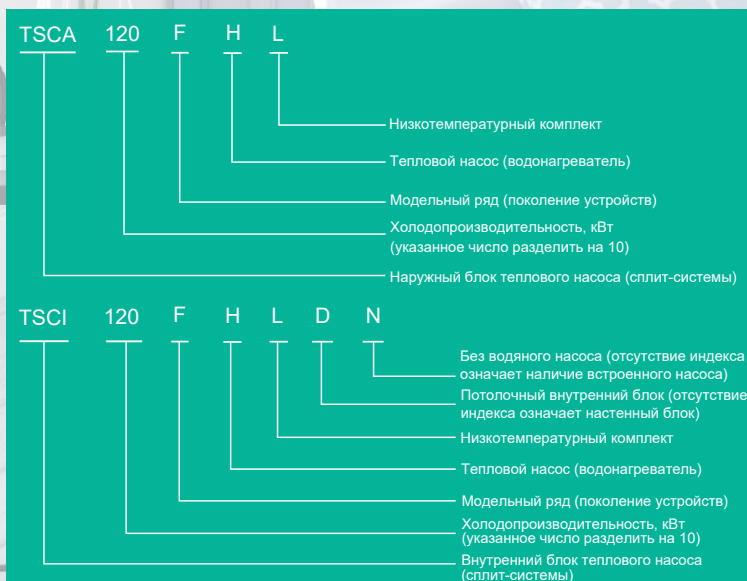 TSCA 120 F H L
Низкотемпературный комплект
Тепловой насос (водонагреватель)
Модельный ряд (поколение устройств)
Холодопроизводительность, кВт
(указанное число разделить на 10)
Наружный блок теплового насоса (сплит-системы)
TSCI 120 F H L D N
Без водяного насоса (отсутствие индекса
означает наличие встроенного насоса)
Потолочный внутренний блок (отсутствие
индекса означает настенный блок)
Низкотемпературный комплект
Тепловой насос (водонагреватель)
Модельный ряд (поколение устройств)
Холодопроизводительность, кВт
(указанное число разделить на 10)
Внутренний блок теплового насоса
(сплит-системы)